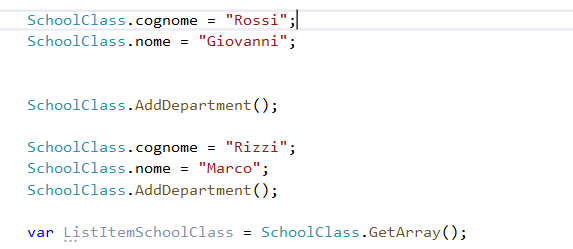 SchoolClass.cognome = "Rossi";
SchoolClass.nome = "Giovanni";
SchoolClass.AddDepartment();
SchoolClass.cognome = "Rizzi";
SchoolClass.nome = "Marco";
SchoolClass.AddDepartment();
var ListItemSchoolClass = SchoolClass.GetArray();